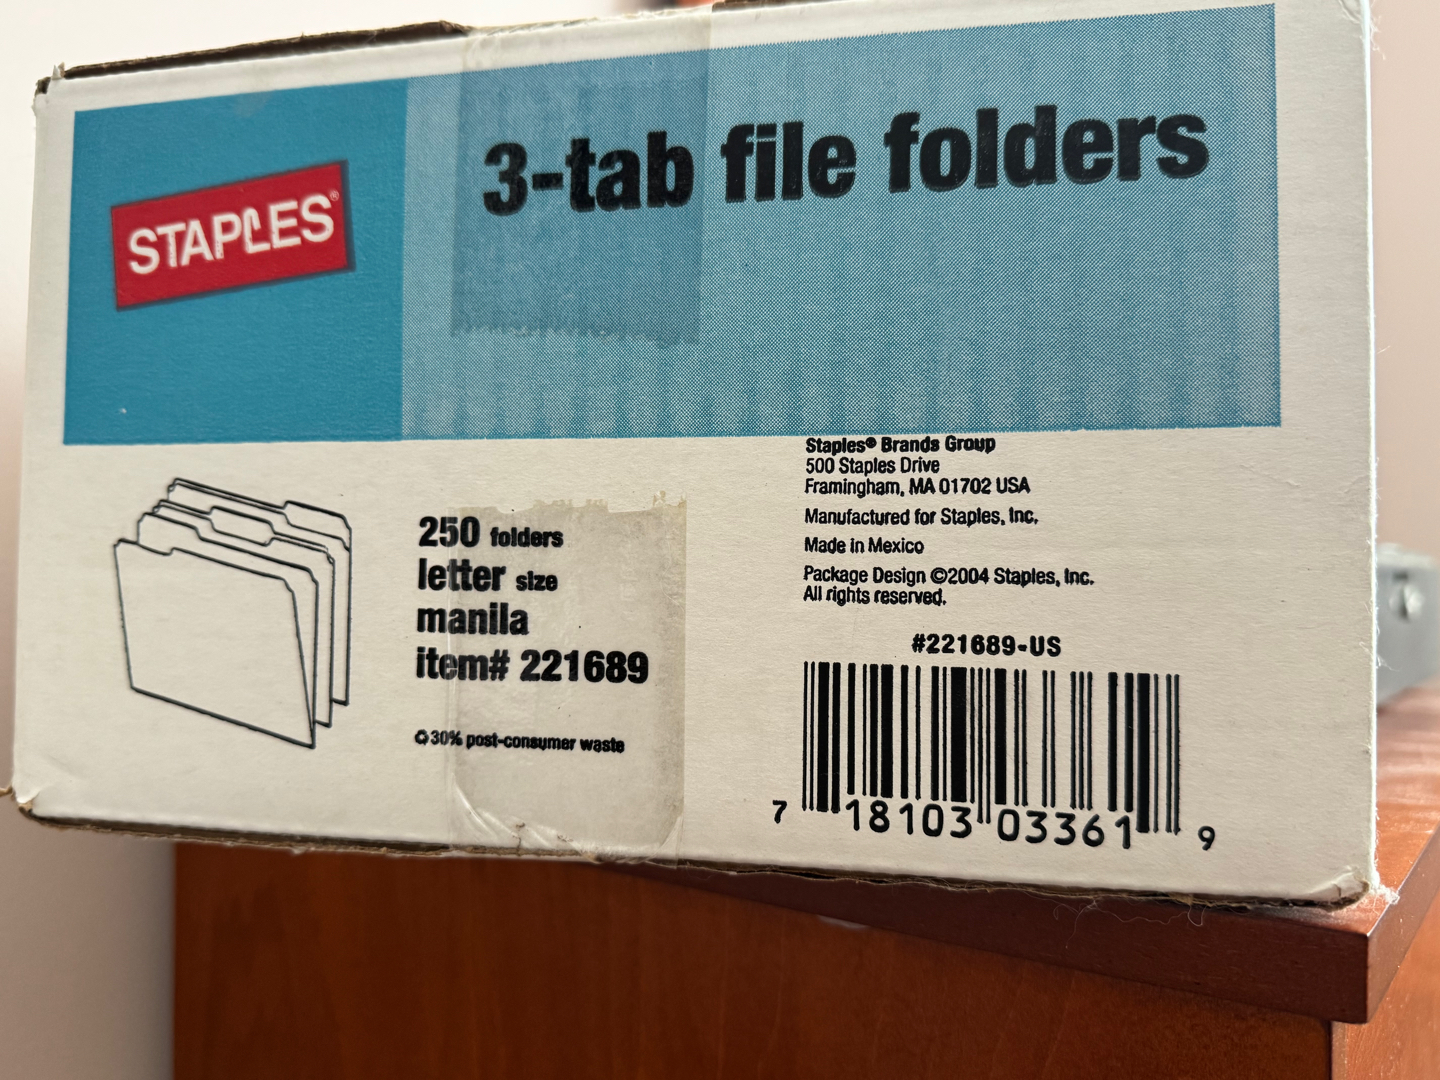 STAPLES®
3-tab file folders
250 folders
letter size
manila
item# 221689
30% post-consumer waste
Staples® Brands Group
500 Staples Drive
Framingham, MA 01702 USA
Manufactured for Staples, Inc.
Made in Mexico
Package Design ©2004 Staples, Inc.
All rights reserved.
#221689-US
7 18103 03361 9